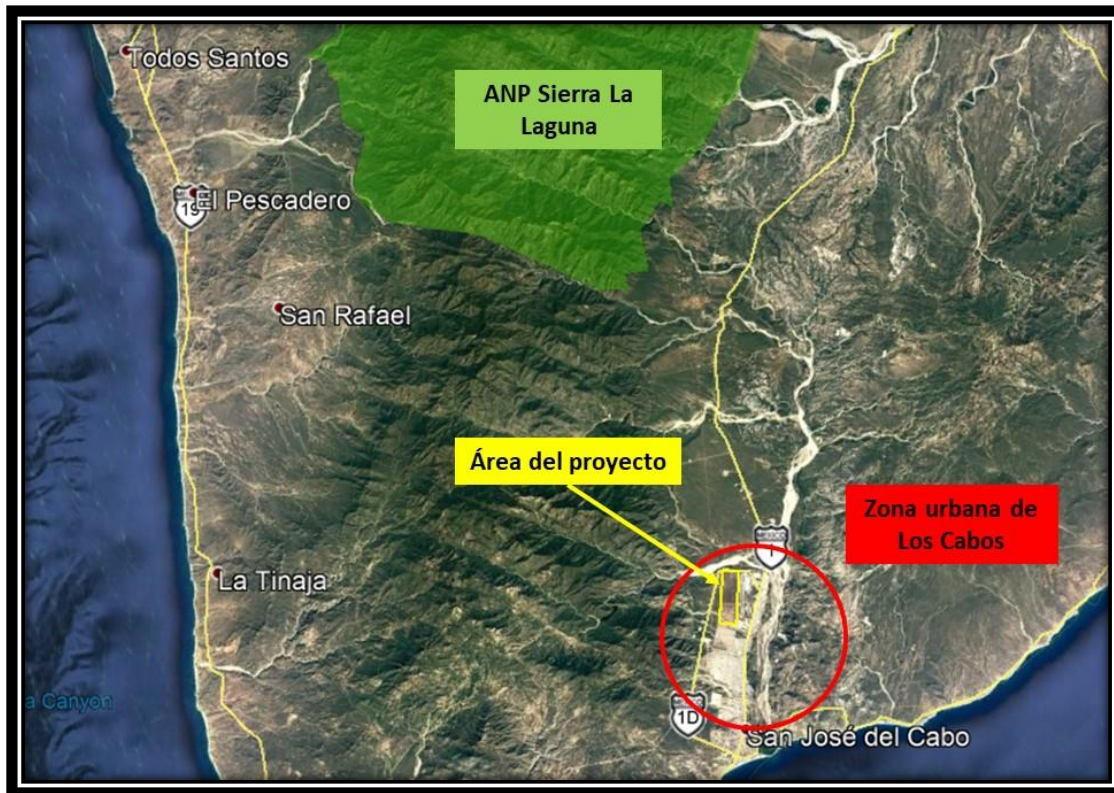 Todos Santos
ANP Sierra La
Laguna
19
El Pescadero
San Rafael
Área del proyecto
Zona urbana de
Los Cabos
1
La Tinaja
a Canyon
1D
San José del Cabo